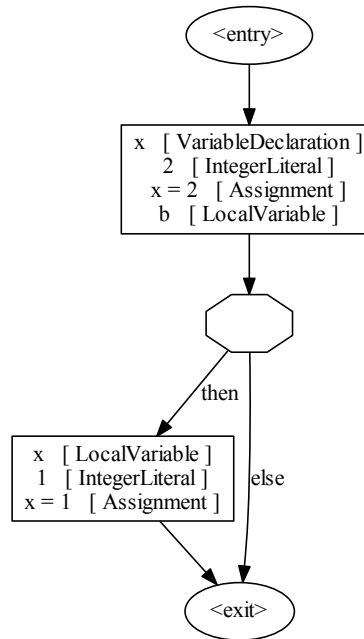 <entry>
x [ VariableDeclaration ]
2 [ IntegerLiteral ]
x = 2 [ Assignment ]
b [ LocalVariable ]
then
x [ LocalVariable ]
1 [ IntegerLiteral ]
x = 1 [ Assignment ]
else
<exit>